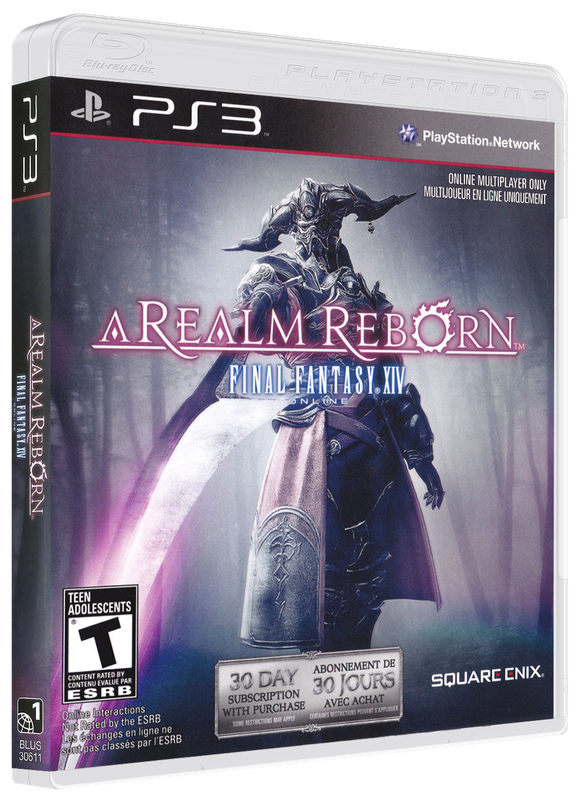 Blu-ray Disc
PLAYSTATION 3
PS3
PlayStation®Network
ONLINE MULTIPLAYER ONLY
MULTIJOUEUR EN LIGNE UNIQUEMENT
A REALM REBORN™
FINAL FANTASY® XIV
ONLINE
TEEN
ADOLESCENTS
T
CONTENT RATED BY
CONTENU ÉVALUÉ PAR
ESRB
Online Interactions
Not Rated by the ESRB
Les échanges en ligne ne
sont pas classés par l'ESRB
30 DAY
SUBSCRIPTION
WITH PURCHASE
SOME RESTRICTIONS MAY APPLY
ABONNEMENT DE
30 JOURS
AVEC ACHAT
CERTAINES RESTRICTIONS PEUVENT S'APPLIQUER
SQUARE ENIX®
PS3
A REALM REBORN
FINAL FANTASY® XIV
1
BLUS
30611